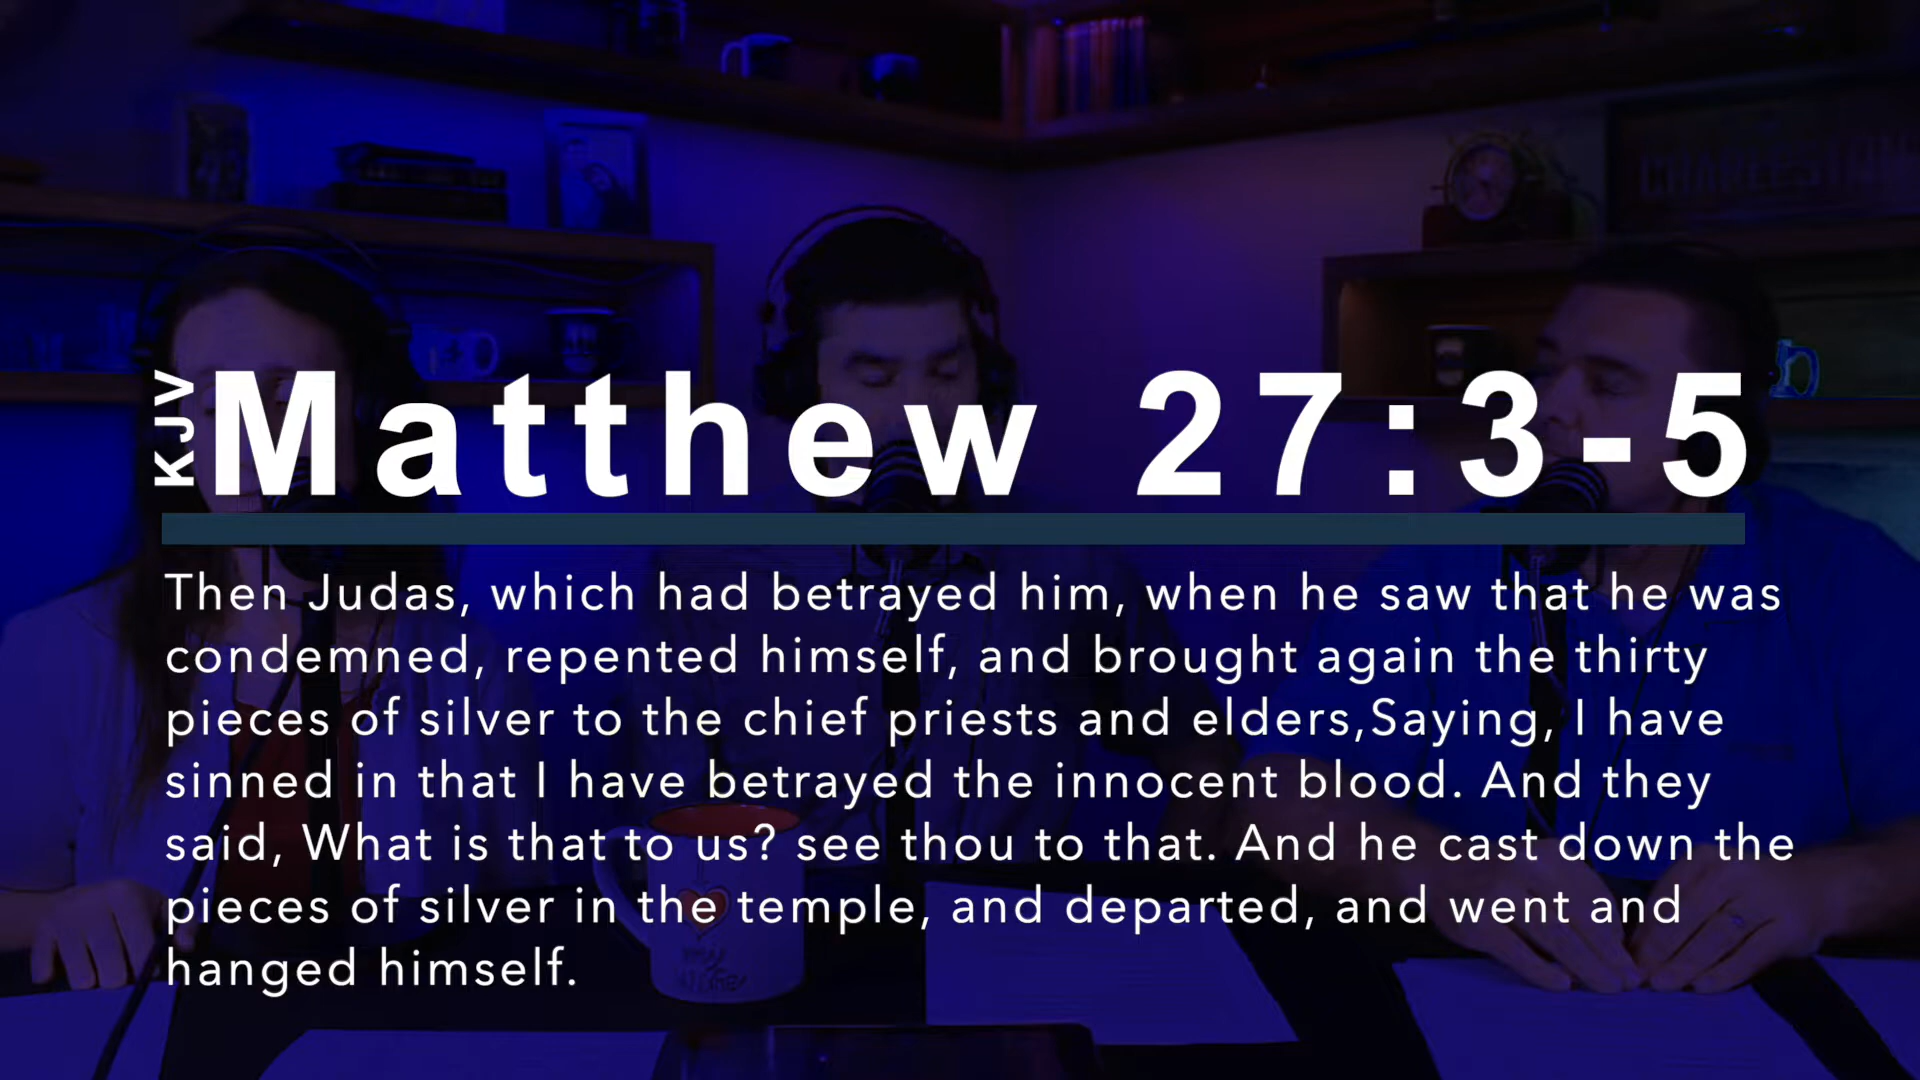 KJV
Matthew 27:3-5
Then Judas, which had betrayed him, when he saw that he was
condemned, repented himself, and brought again the thirty
pieces of silver to the chief priests and elders,Saying, I have
sinned in that I have betrayed the innocent blood. And they
said, What is that to us? see thou to that. And he cast down the
pieces of silver in the temple, and departed, and went and
hanged himself.